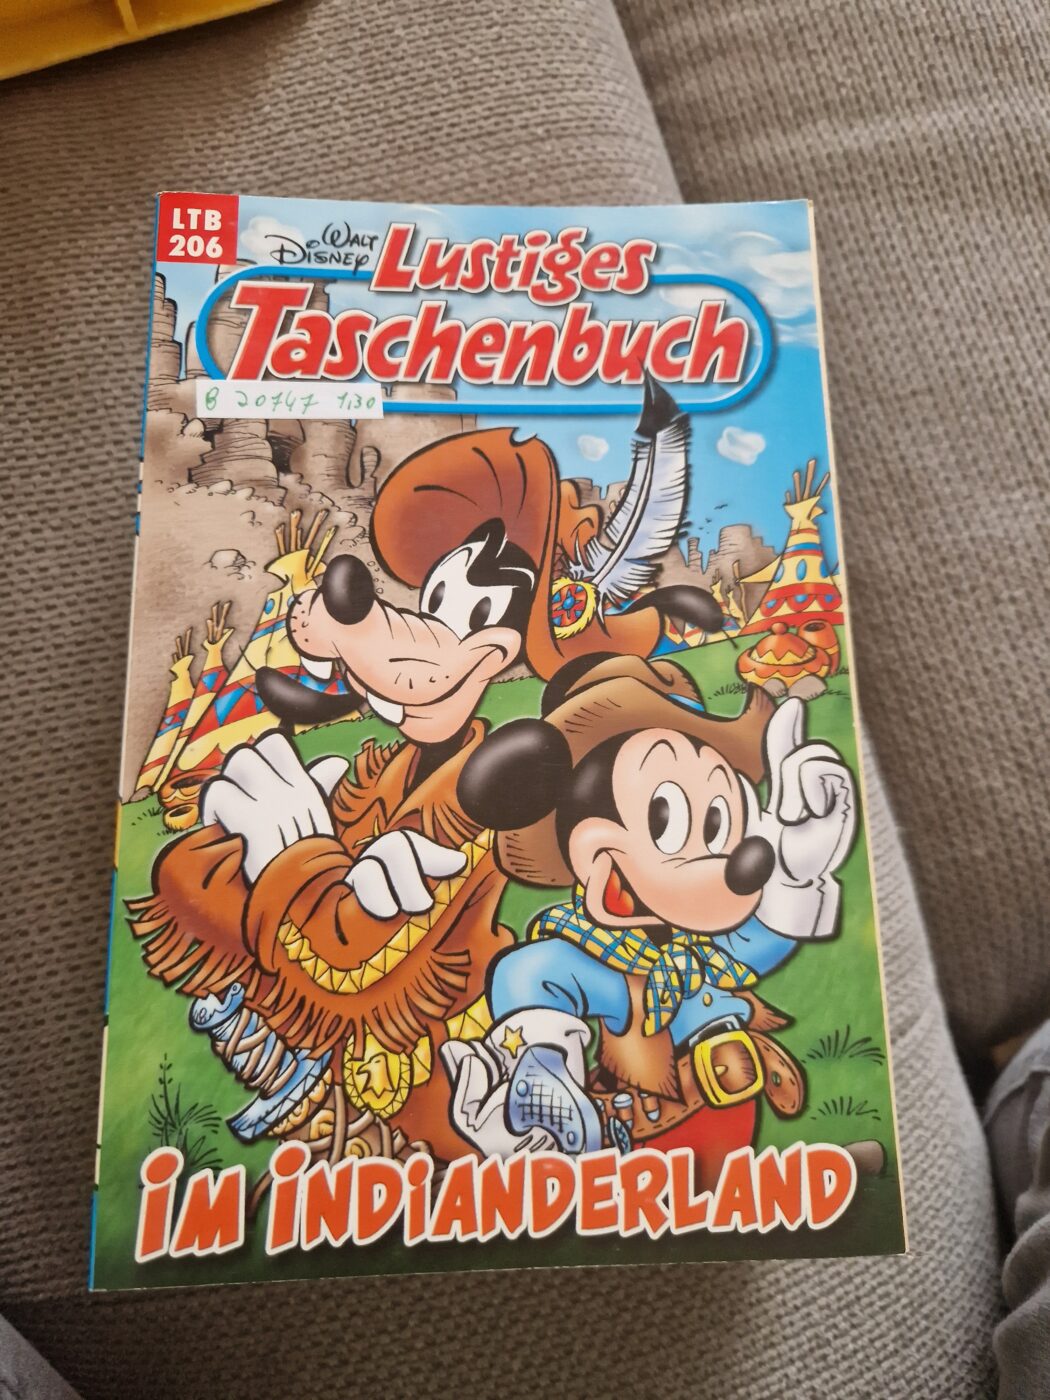 LTB
206
WALT
DISNEY
Lustiges
Taschenbuch
B 20747 1,30
IM INDIANDERLAND